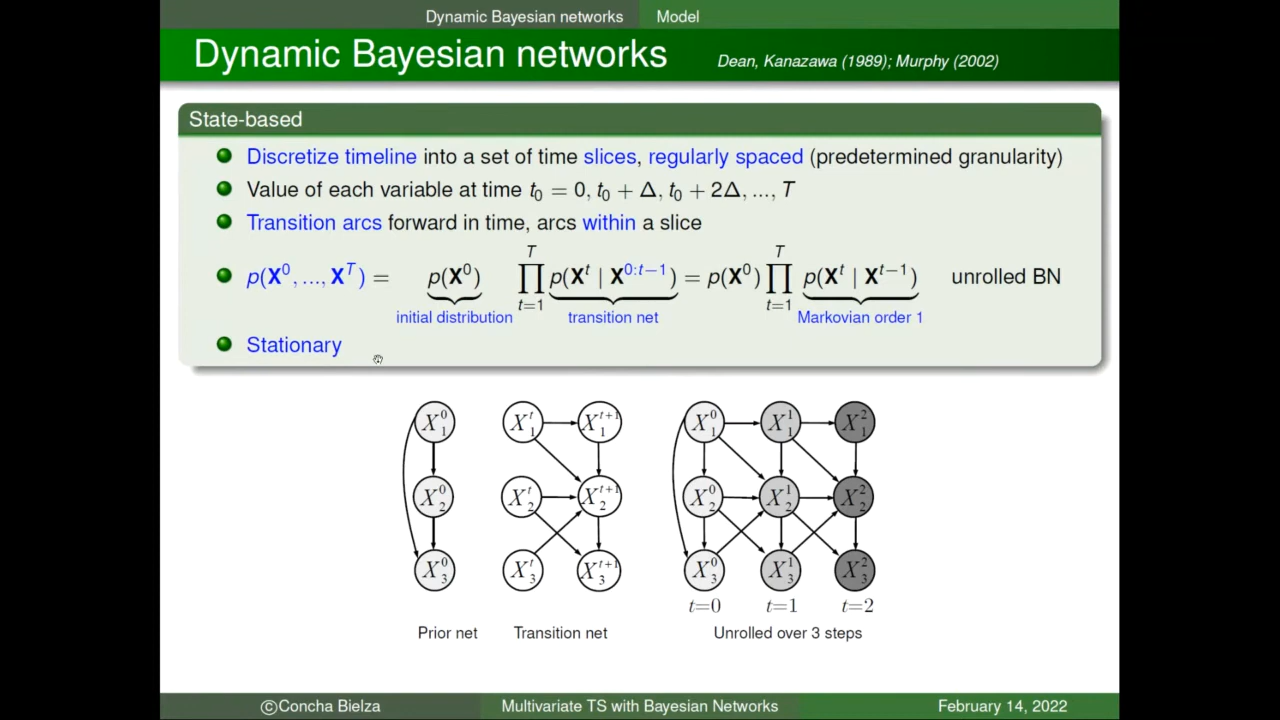 Dynamic Bayesian networks Model
Dynamic Bayesian networks Dean, Kanazawa (1989); Murphy (2002)
State-based
Discretize timeline into a set of time slices, regularly spaced (predetermined granularity)
Value of each variable at time t₀ = 0, t₀ + Δ, t₀ + 2Δ, ..., T
Transition arcs forward in time, arcs within a slice
p(X⁰, ..., Xᵀ) = p(X⁰) ∏ₜ₌₁ᵀ p(Xᵗ | X⁰:ᵗ⁻¹) = p(X⁰) ∏ₜ₌₁ᵀ p(Xᵗ | Xᵗ⁻¹) unrolled BN
initial distribution transition net Markovian order 1
Stationary
X₁⁰ X₁ᵗ X₁ᵗ⁺¹ X₁⁰ X₁¹ X₁²
X₂⁰ X₂ᵗ X₂ᵗ⁺¹ X₂⁰ X₂¹ X₂²
X₃⁰ X₃ᵗ X₃ᵗ⁺¹ X₃⁰ X₃¹ X₃²
t=0 t=1 t=2
Prior net Transition net Unrolled over 3 steps
©Concha Bielza Multivariate TS with Bayesian Networks February 14, 2022